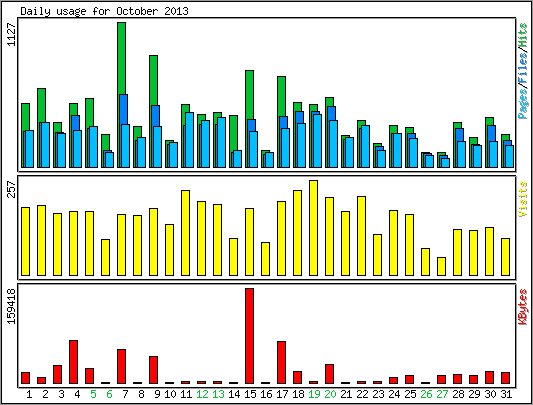 Daily usage for October 2013
1127
Pages/Files/Hits
257
Visits
159418
KBytes
1 2 3 4 5 6 7 8 9 10 11 12 13 14 15 16 17 18 19 20 21 22 23 24 25 26 27 28 29 30 31